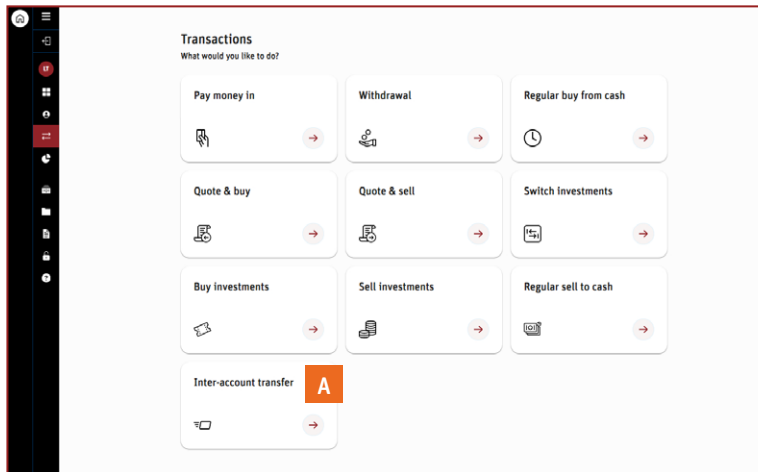 LT
Transactions
What would you like to do?
Pay money in
Withdrawal
Regular buy from cash
Quote & buy
Quote & sell
Switch investments
Buy investments
Sell investments
Regular sell to cash
Inter-account transfer
A